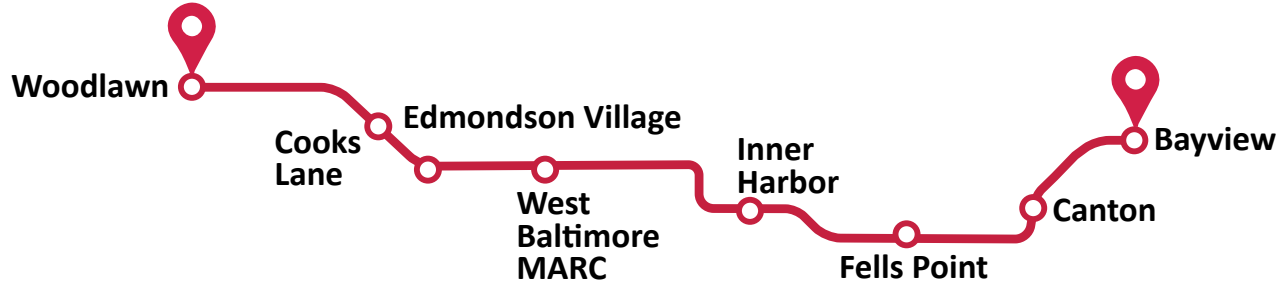 Woodlawn
Cooks
Lane
Edmondson Village
West
Baltimore
MARC
Inner
Harbor
Fells Point
Canton
Bayview